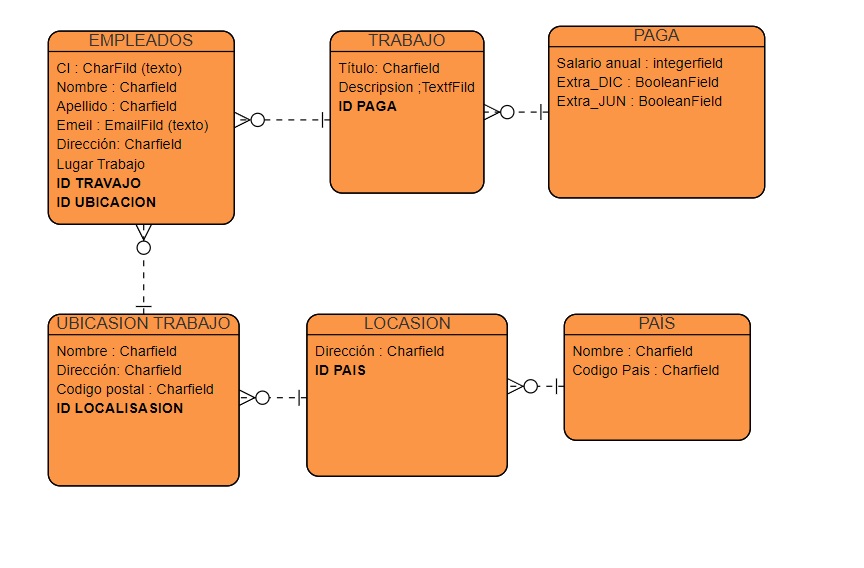 EMPLEADOS
CI : CharFild (texto)
Nombre : Charfield
Apellido : Charfield
Emeil : EmailFild (texto)
Dirección: Charfield
Lugar Trabajo
ID TRAVAJO
ID UBICACION
TRABAJO
Título: Charfield
Descripsion ;TextfFild
ID PAGA
PAGA
Salario anual : integerfield
Extra_DIC : BooleanField
Extra_JUN : BooleanField
UBICASION TRABAJO
Nombre : Charfield
Dirección: Charfield
Codigo postal : Charfield
ID LOCALISASION
LOCASION
Dirección : Charfield
ID PAIS
PAÌS
Nombre : Charfield
Codigo Pais : Charfield